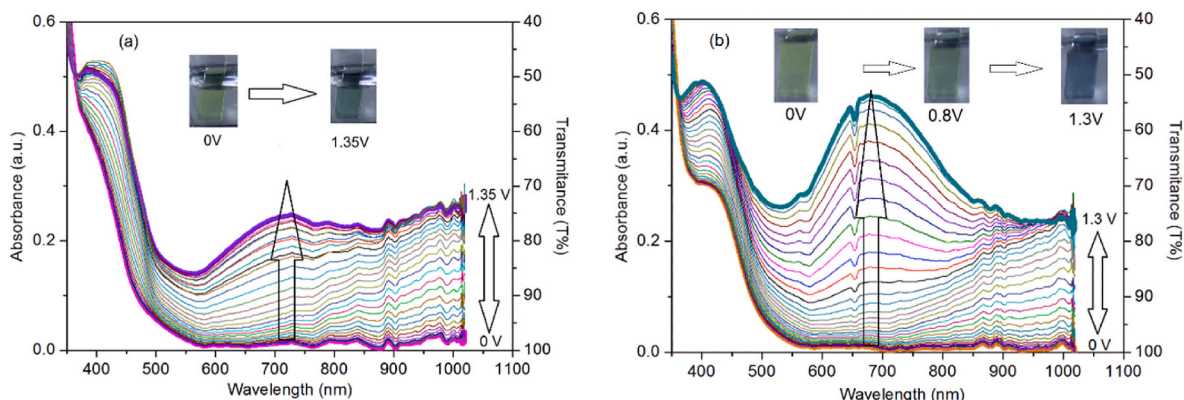 (a)
0V
1.35V
1.35 V
0 V
0.6
0.4
0.2
0.0
Absorbance (a.u.)
40
50
60
70
80
90
100
Transmitance (T%)
400 500 600 700 800 900 1000 1100
Wavelength (nm)
(b)
0V
0.8V
1.3V
1.3 V
0 V
0.6
0.4
0.2
0.0
Absorbance (a.u.)
40
50
60
70
80
90
100
Transmitance (T%)
400 500 600 700 800 900 1000 1100
Wavelength (nm)